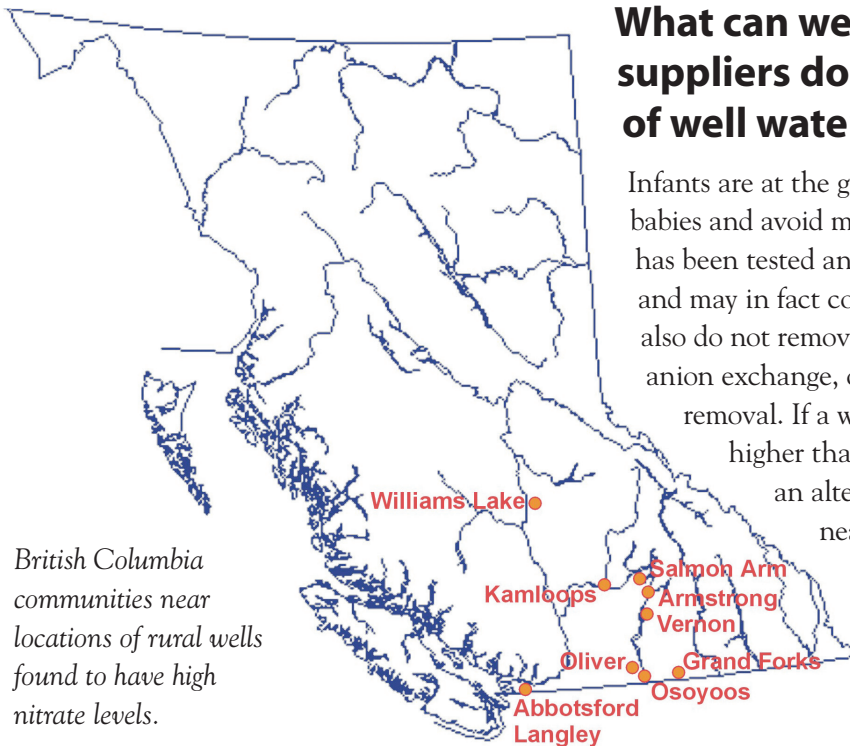 What can we
suppliers do
of well wate
Infants are at the g
babies and avoid m
has been tested an
and may in fact co
also do not remov
anion exchange,
removal. If a w
higher tha
an alte
nea
Williams Lake
Kamloops
Salmon Arm
Armstrong
Vernon
Oliver
Grand Forks
Osoyoos
Abbotsford
Langley
British Columbia
communities near
locations of rural wells
found to have high
nitrate levels.